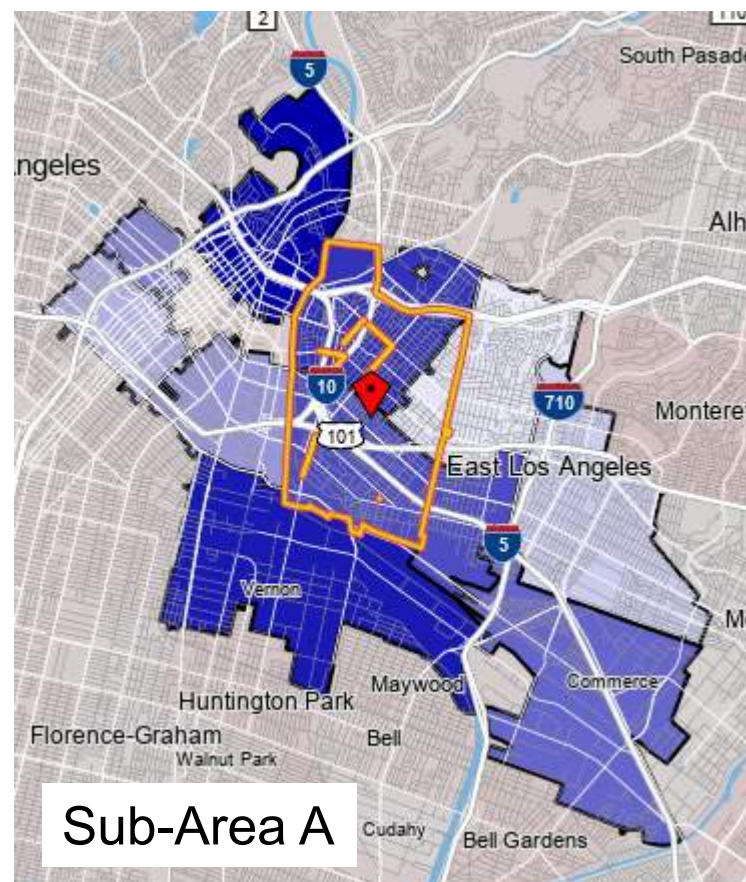 2
110
5
South Pasade
ngeles
Alh
10
710
Montere
101
East Los Angeles
5
Vernon
M
Maywood
Commerce
Huntington Park
Florence-Graham
Bell
Walnut Park
Sub-Area A
Cudahy
Bell Gardens